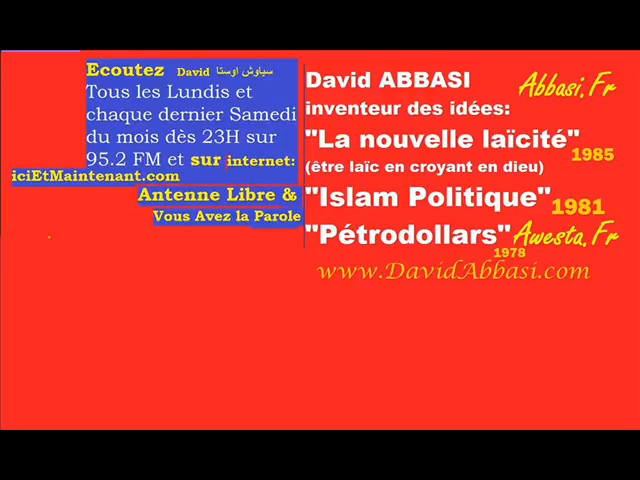 Ecoutez David سیاوش اوستا
Tous les Lundis et
chaque dernier Samedi
du mois dès 23H sur
95.2 FM et sur internet:
iciEtMaintenant.com
Antenne Libre &
Vous Avez la Parole
David ABBASI
Abbasi.Fr
inventeur des idées:
"La nouvelle laïcité"
1985
(être laïc en croyant en dieu)
"Islam Politique"
1981
"Pétrodollars"
Awesta.Fr
1978
www.DavidAbbasi.com